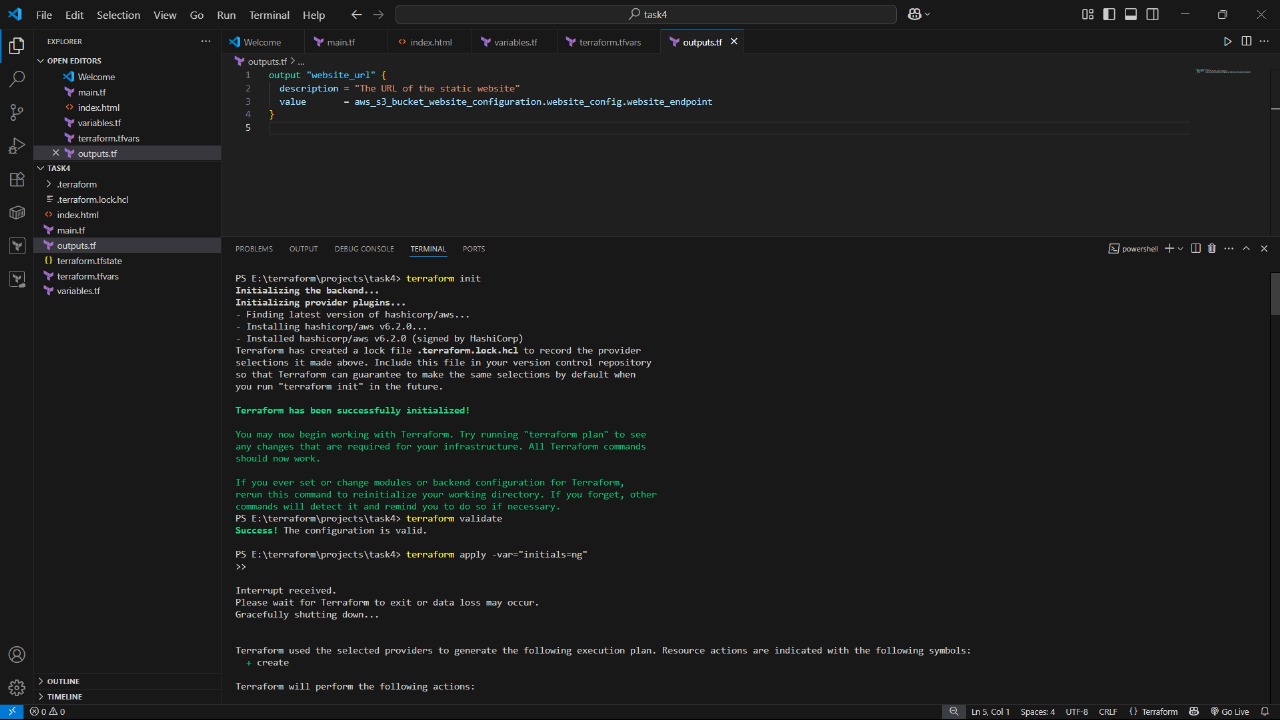 File Edit Selection View Go Run Terminal Help task4
EXPLORER
OPEN EDITORS
Welcome
main.tf
index.html
variables.tf
terraform.tfvars
outputs.tf
TASK4
.terraform
.terraform.lock.hcl
index.html
main.tf
outputs.tf
terraform.tfstate
terraform.tfvars
variables.tf
OUTLINE
TIMELINE
Welcome main.tf index.html variables.tf terraform.tfvars outputs.tf
outputs.tf > ...
1 output "website_url" {
2 description = "The URL of the static website"
3 value = aws_s3_bucket_website_configuration.website_config.website_endpoint
4 }
5
PROBLEMS OUTPUT DEBUG CONSOLE TERMINAL PORTS powershell
PS E:\terraform\projects\task4> terraform init
Initializing the backend...
Initializing provider plugins...
- Finding latest version of hashicorp/aws...
- Installing hashicorp/aws v6.2.0...
- Installed hashicorp/aws v6.2.0 (signed by HashiCorp)
Terraform has created a lock file .terraform.lock.hcl to record the provider
selections it made above. Include this file in your version control repository
so that Terraform can guarantee to make the same selections by default when
you run "terraform init" in the future.
Terraform has been successfully initialized!
You may now begin working with Terraform. Try running "terraform plan" to see
any changes that are required for your infrastructure. All Terraform commands
should now work.
If you ever set or change modules or backend configuration for Terraform,
rerun this command to reinitialize your working directory. If you forget, other
commands will detect it and remind you to do so if necessary.
PS E:\terraform\projects\task4> terraform validate
Success! The configuration is valid.
PS E:\terraform\projects\task4> terraform apply -var="initials=ng"
>>
Interrupt received.
Please wait for Terraform to exit or data loss may occur.
Gracefully shutting down...
Terraform used the selected providers to generate the following execution plan. Resource actions are indicated with the following symbols:
+ create
Terraform will perform the following actions:
0 0 Ln 5, Col 1 Spaces: 4 UTF-8 CRLF {} Terraform Go Live